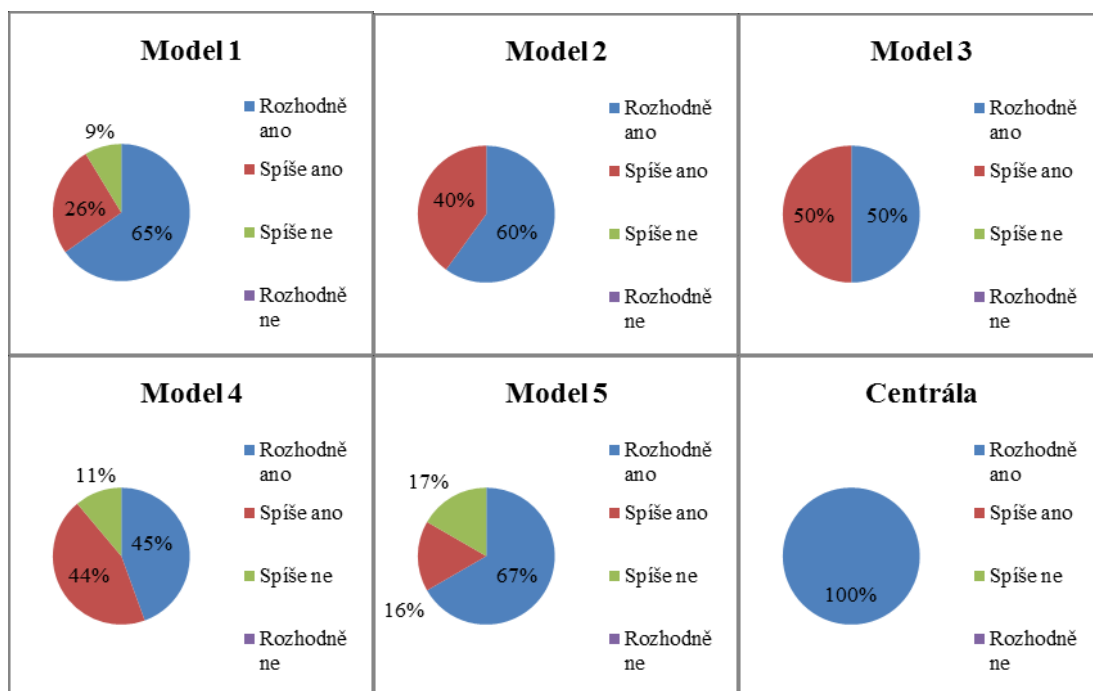 Model 1
Rozhodně
ano
Spíše ano
Spíše ne
Rozhodně
ne
9%
26%
65%
Model 2
Rozhodně
ano
Spíše ano
Spíše ne
Rozhodně
ne
40%
60%
Model 3
Rozhodně
ano
Spíše ano
Spíše ne
Rozhodně
ne
50%
50%
Model 4
Rozhodně
ano
Spíše ano
Spíše ne
Rozhodně
ne
11%
45%
44%
Model 5
Rozhodně
ano
Spíše ano
Spíše ne
Rozhodně
ne
17%
67%
16%
Centrála
Rozhodně
ano
Spíše ano
Spíše ne
Rozhodně
ne
100%